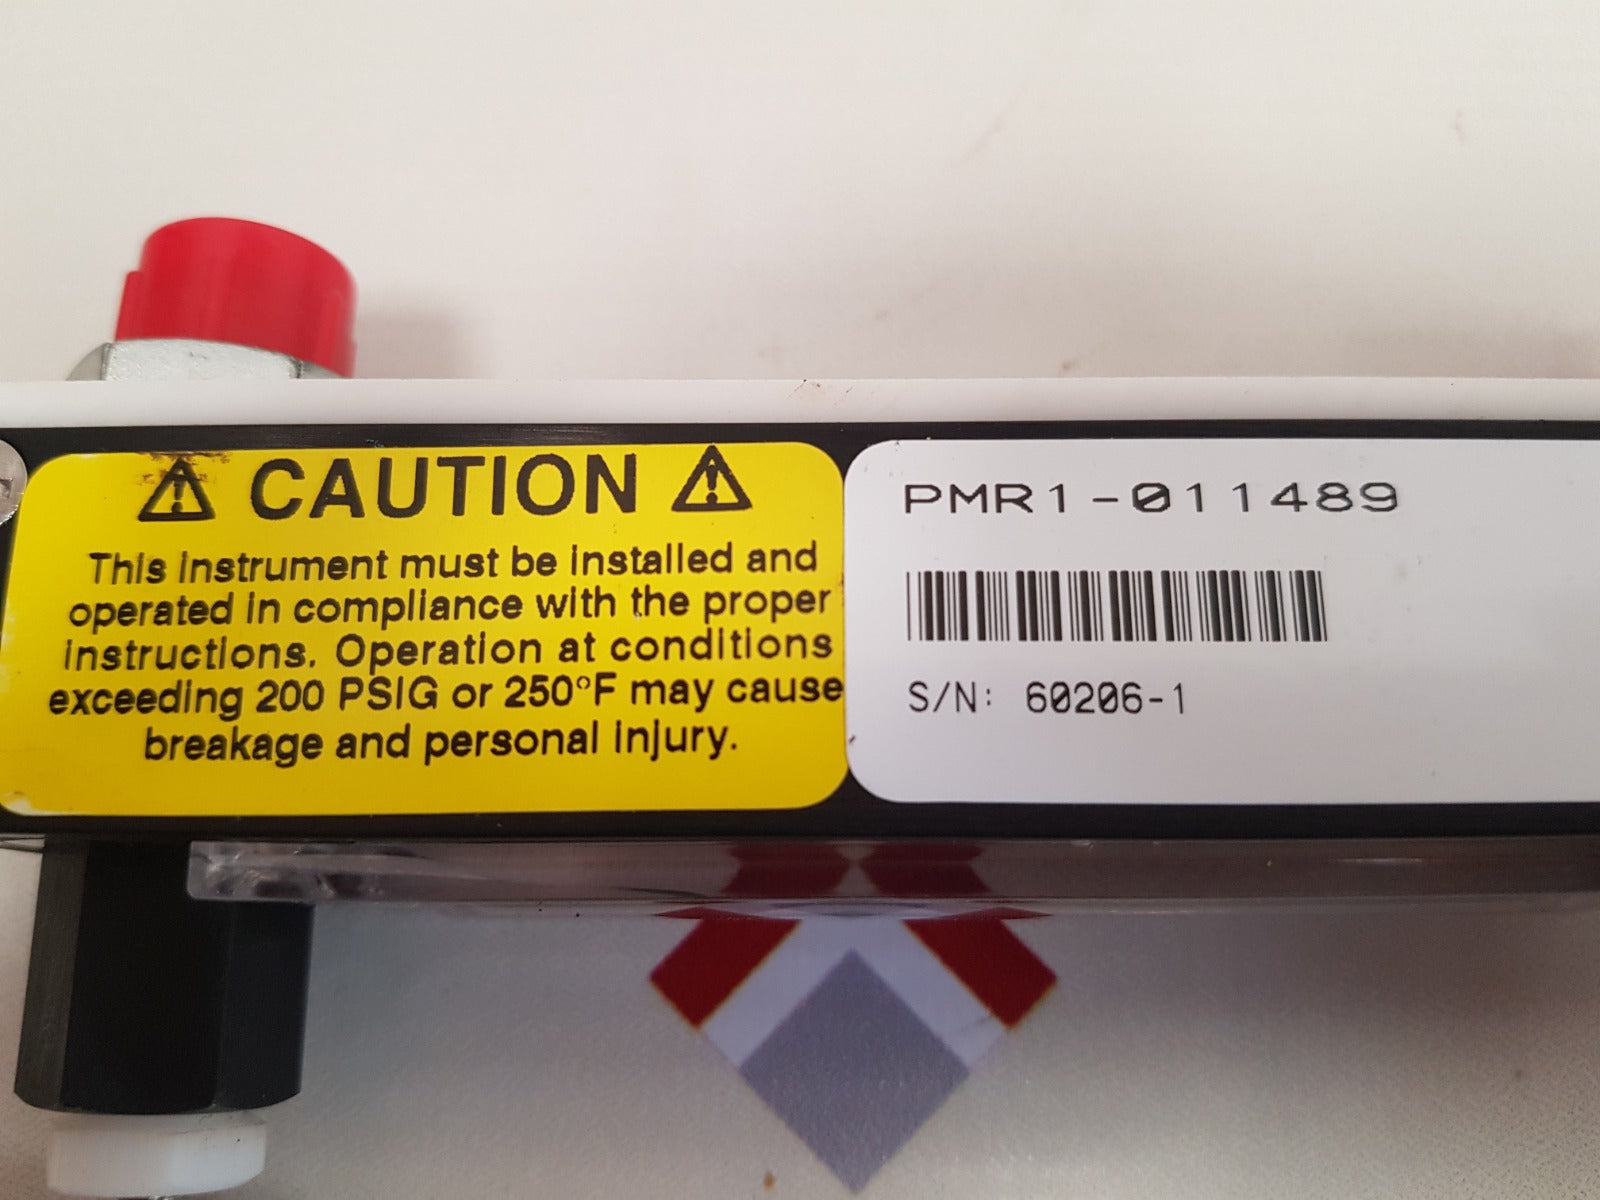 CAUTION
This instrument must be installed and
operated in compliance with the proper
instructions. Operation at conditions
exceeding 200 PSIG or 250°F may cause
breakage and personal injury.
PMR1-011489
S/N: 60206-1